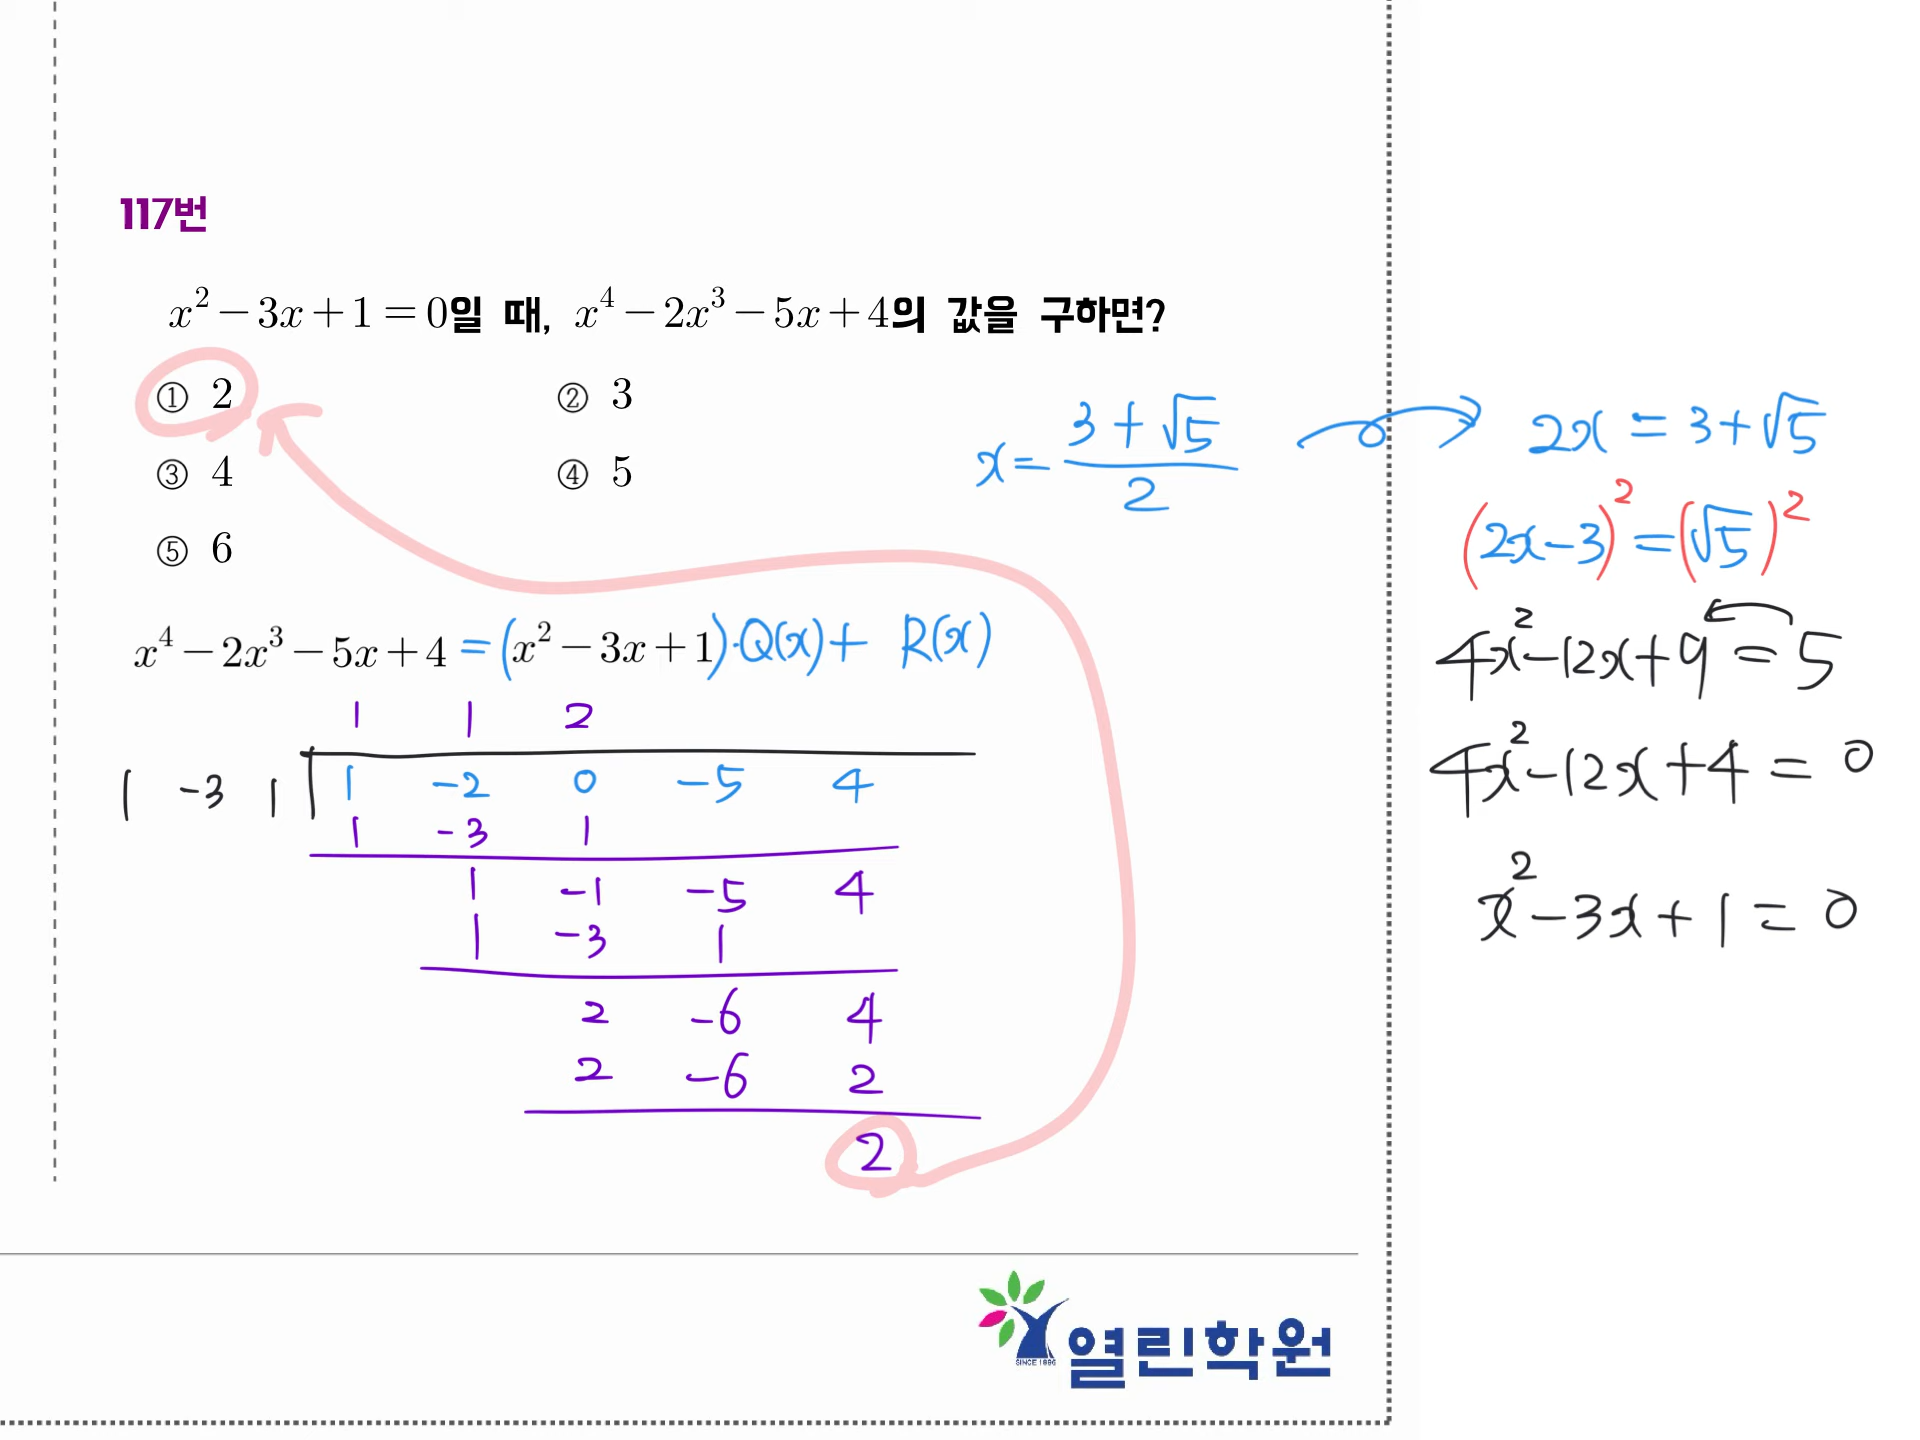 117번
x² − 3x + 1 = 0일 때, x⁴ − 2x³ − 5x + 4의 값을 구하면?
① 2 ② 3
③ 4 ④ 5
⑤ 6
x = (3 + √5)/2
2x = 3 + √5
(2x − 3)² = (√5)²
4x² − 12x + 9 = 5
4x² − 12x + 4 = 0
x² − 3x + 1 = 0
x⁴ − 2x³ − 5x + 4 = (x² − 3x + 1)·Q(x) + R(x)
1 1 2
1 -3 1 1 -2 0 -5 4
1 -3 1
1 -1 -5 4
1 -3 1
2 -6 4
2 -6 2
2
SINCE 1996
열린학원